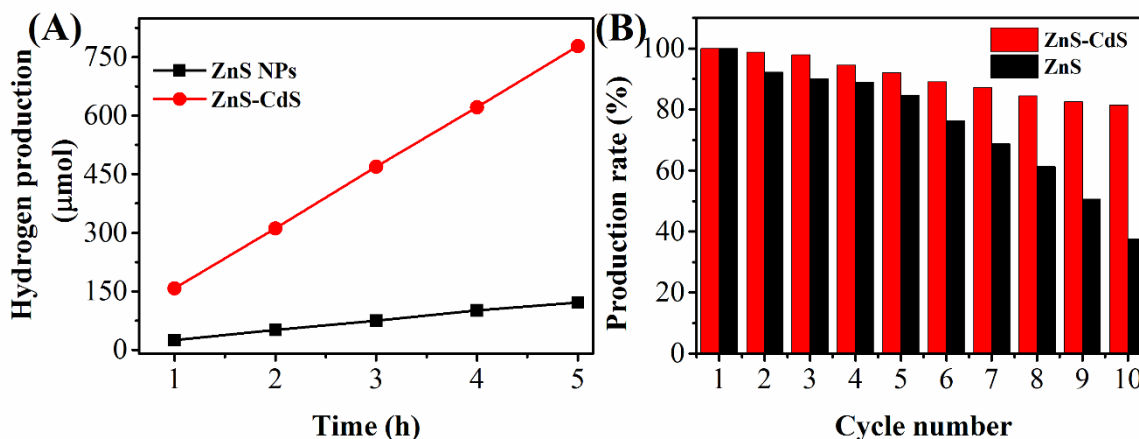 (A)
Hydrogen production
(μmol)
750
600
450
300
150
0
ZnS NPs
ZnS-CdS
1 2 3 4 5
Time (h)
(B)
Production rate (%)
100
80
60
40
20
0
ZnS-CdS
ZnS
1 2 3 4 5 6 7 8 9 10
Cycle number